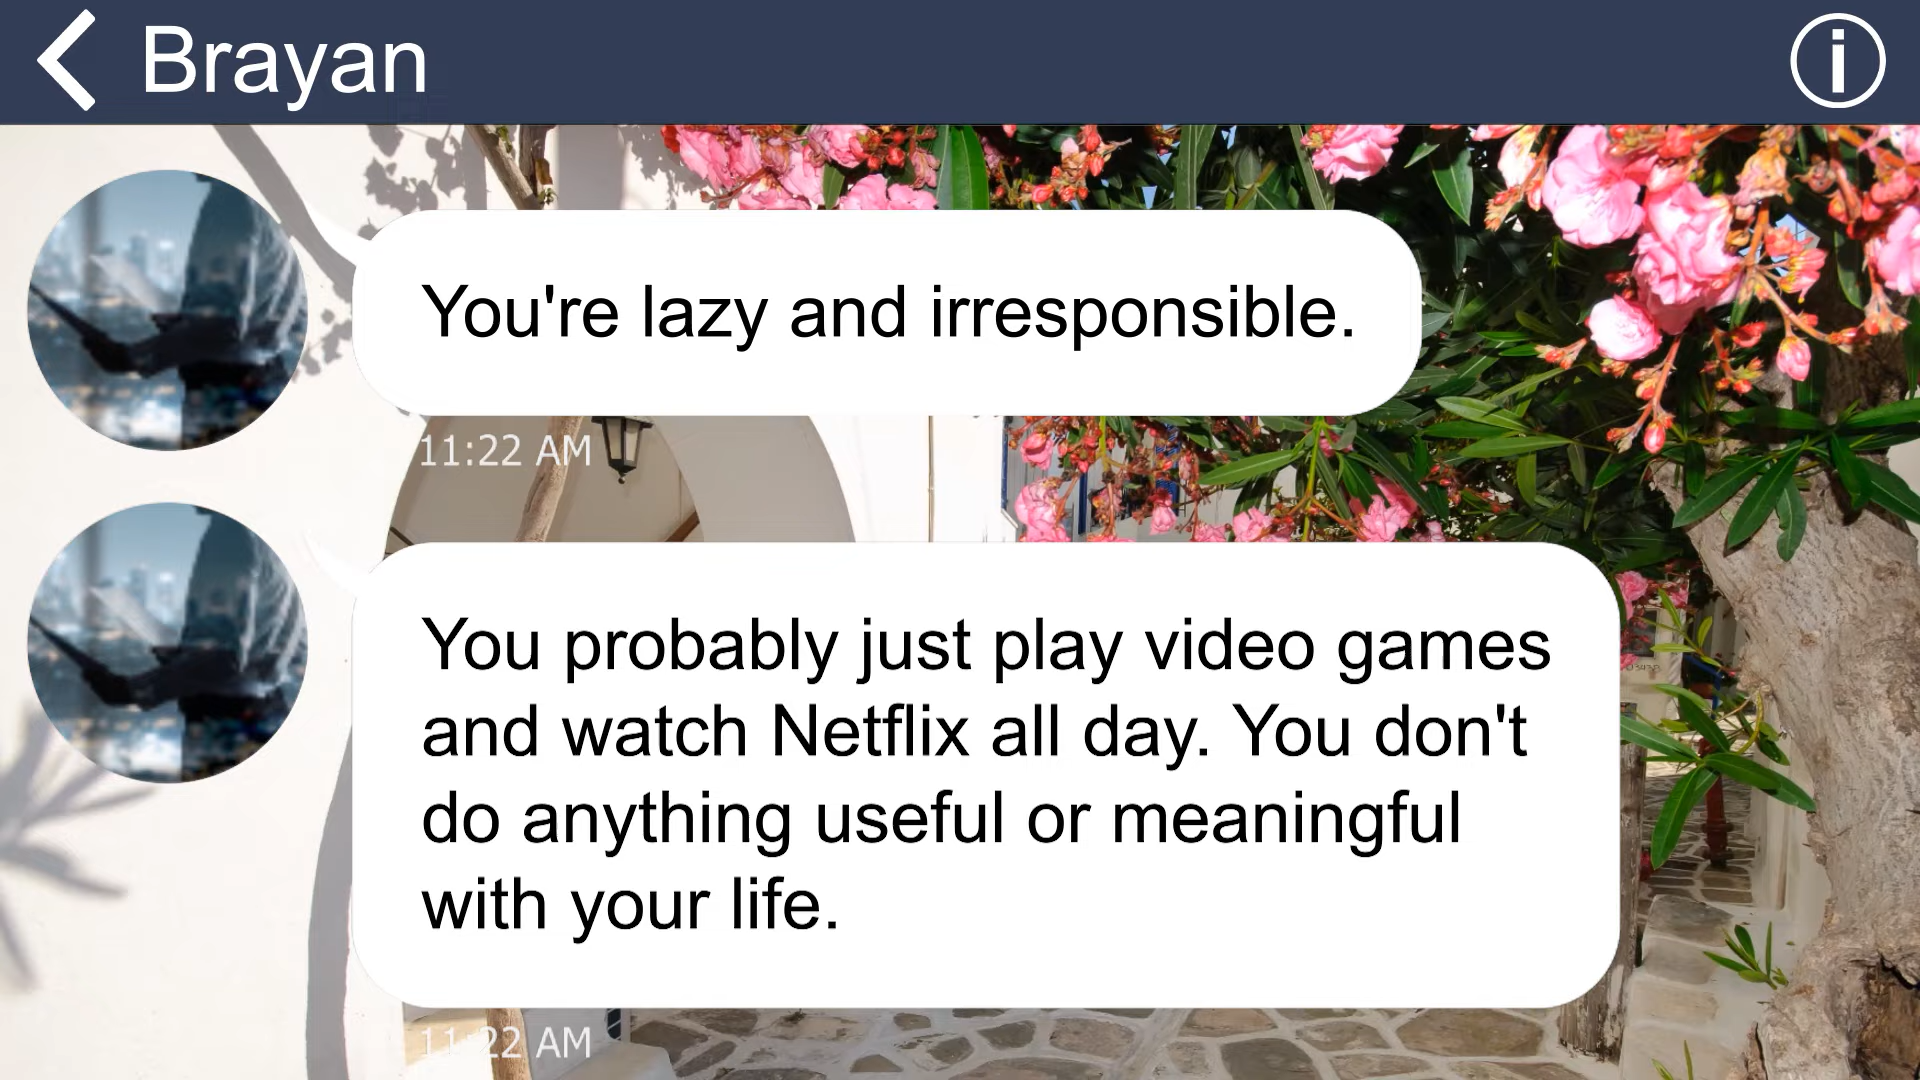 Brayan
You're lazy and irresponsible.
11:22 AM
You probably just play video games
and watch Netflix all day. You don't
do anything useful or meaningful
with your life.
11:22 AM